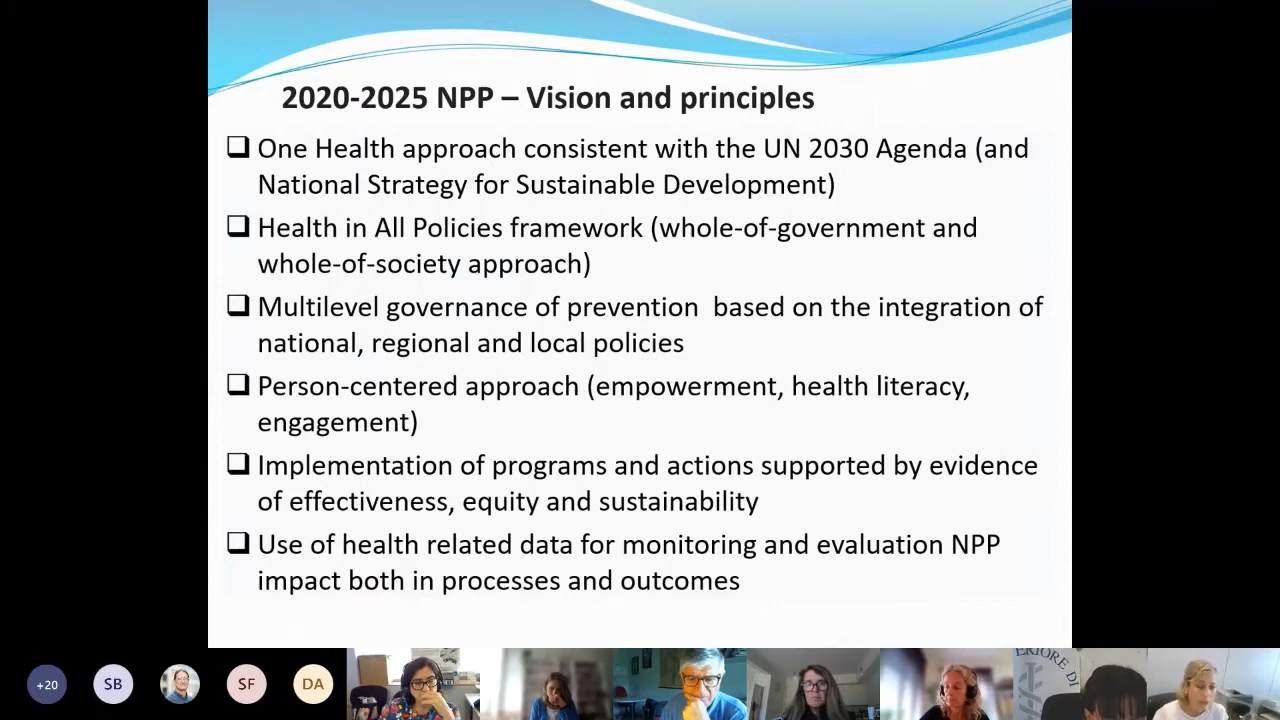 2020-2025 NPP – Vision and principles
One Health approach consistent with the UN 2030 Agenda (and
National Strategy for Sustainable Development)
Health in All Policies framework (whole-of-government and
whole-of-society approach)
Multilevel governance of prevention  based on the integration of
national, regional and local policies
Person-centered approach (empowerment, health literacy,
engagement)
Implementation of programs and actions supported by evidence
of effectiveness, equity and sustainability
Use of health related data for monitoring and evaluation NPP
impact both in processes and outcomes
+20
SB
SF
DA
ERIORE DI